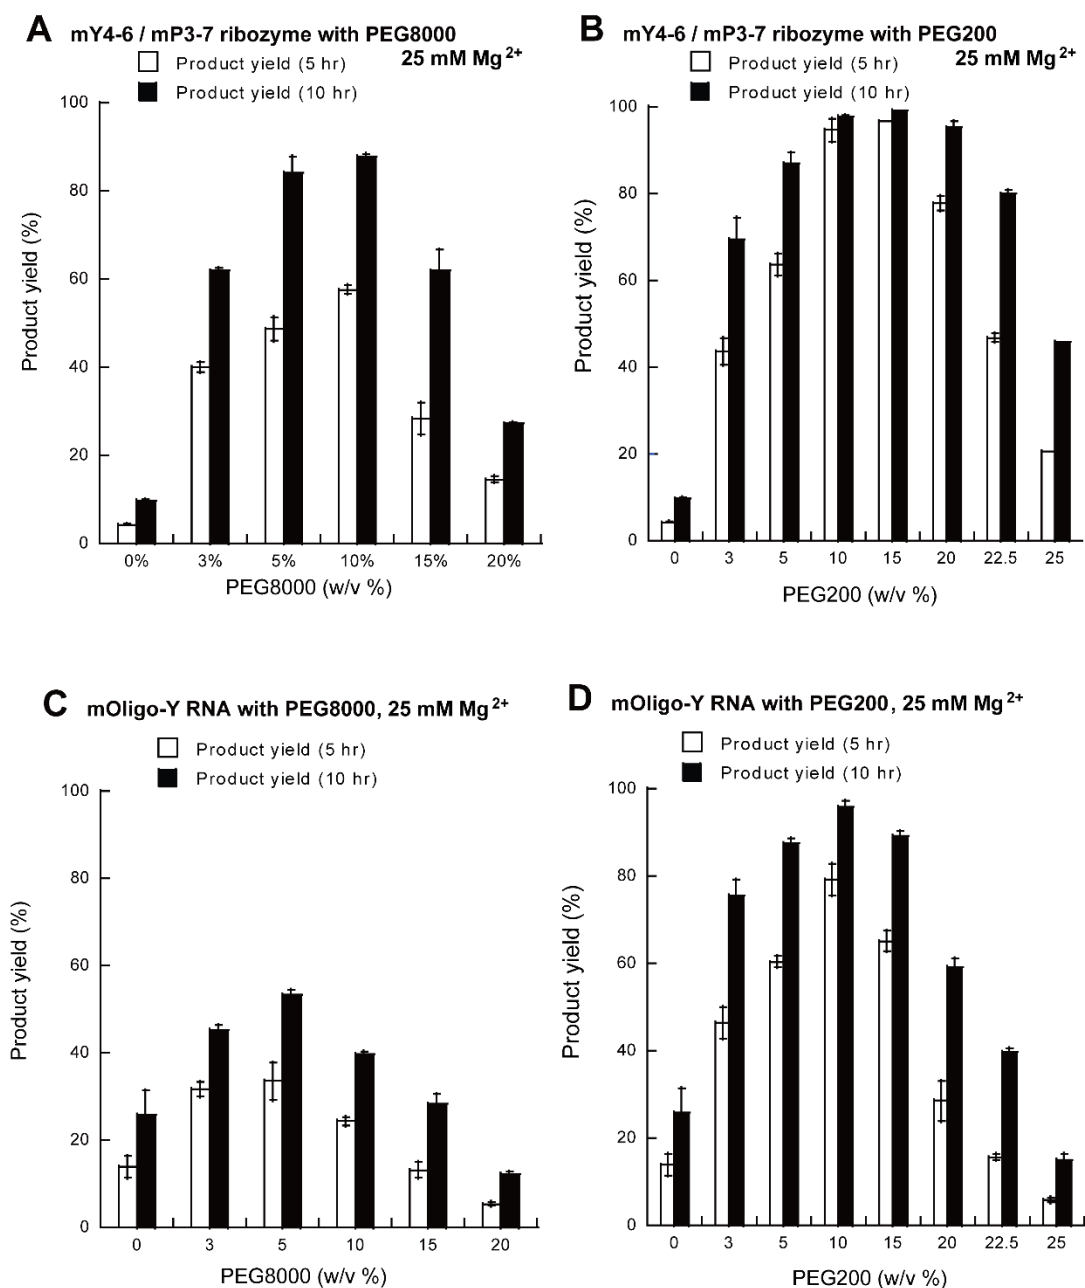 A mY4-6 / mP3-7 ribozyme with PEG8000
25 mM Mg²⁺
Product yield (5 hr)
Product yield (10 hr)
100
80
60
40
20
0
Product yield (%)
0% 3% 5% 10% 15% 20%
PEG8000 (w/v %)
B mY4-6 / mP3-7 ribozyme with PEG200
25 mM Mg²⁺
Product yield (5 hr)
Product yield (10 hr)
100
80
60
40
20
0
Product yield (%)
0 3 5 10 15 20 22.5 25
PEG200 (w/v %)
C mOligo-Y RNA with PEG8000, 25 mM Mg²⁺
Product yield (5 hr)
Product yield (10 hr)
100
80
60
40
20
0
Product yield (%)
0 3 5 10 15 20
PEG8000 (w/v %)
D mOligo-Y RNA with PEG200, 25 mM Mg²⁺
Product yield (5 hr)
Product yield (10 hr)
100
80
60
40
20
0
Product yield (%)
0 3 5 10 15 20 22.5 25
PEG200 (w/v %)